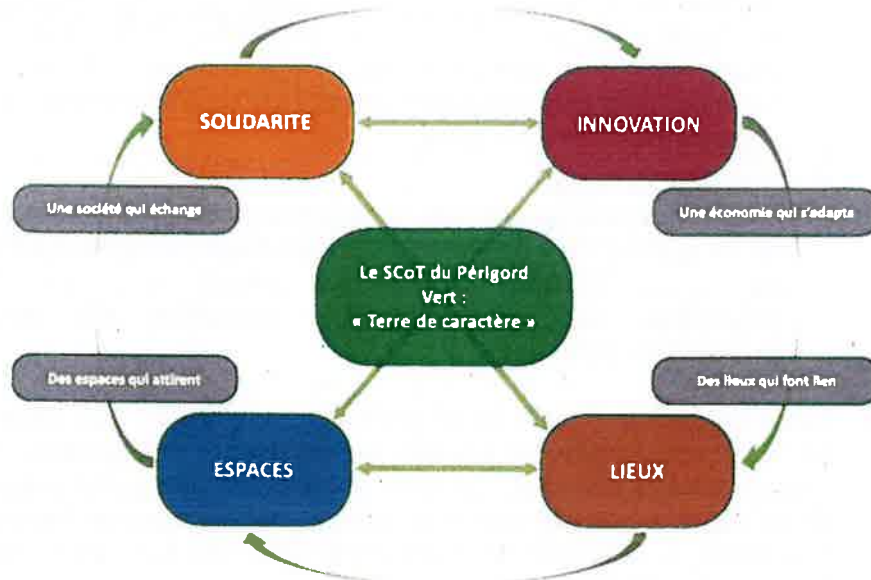 SOLIDARITE
INNOVATION
Une société qui échange
Une économie qui s'adapte
Le SCoT du Périgord
Vert :
« Terre de caractère »
Des espaces qui attirent
Des lieux qui font lien
ESPACES
LIEUX